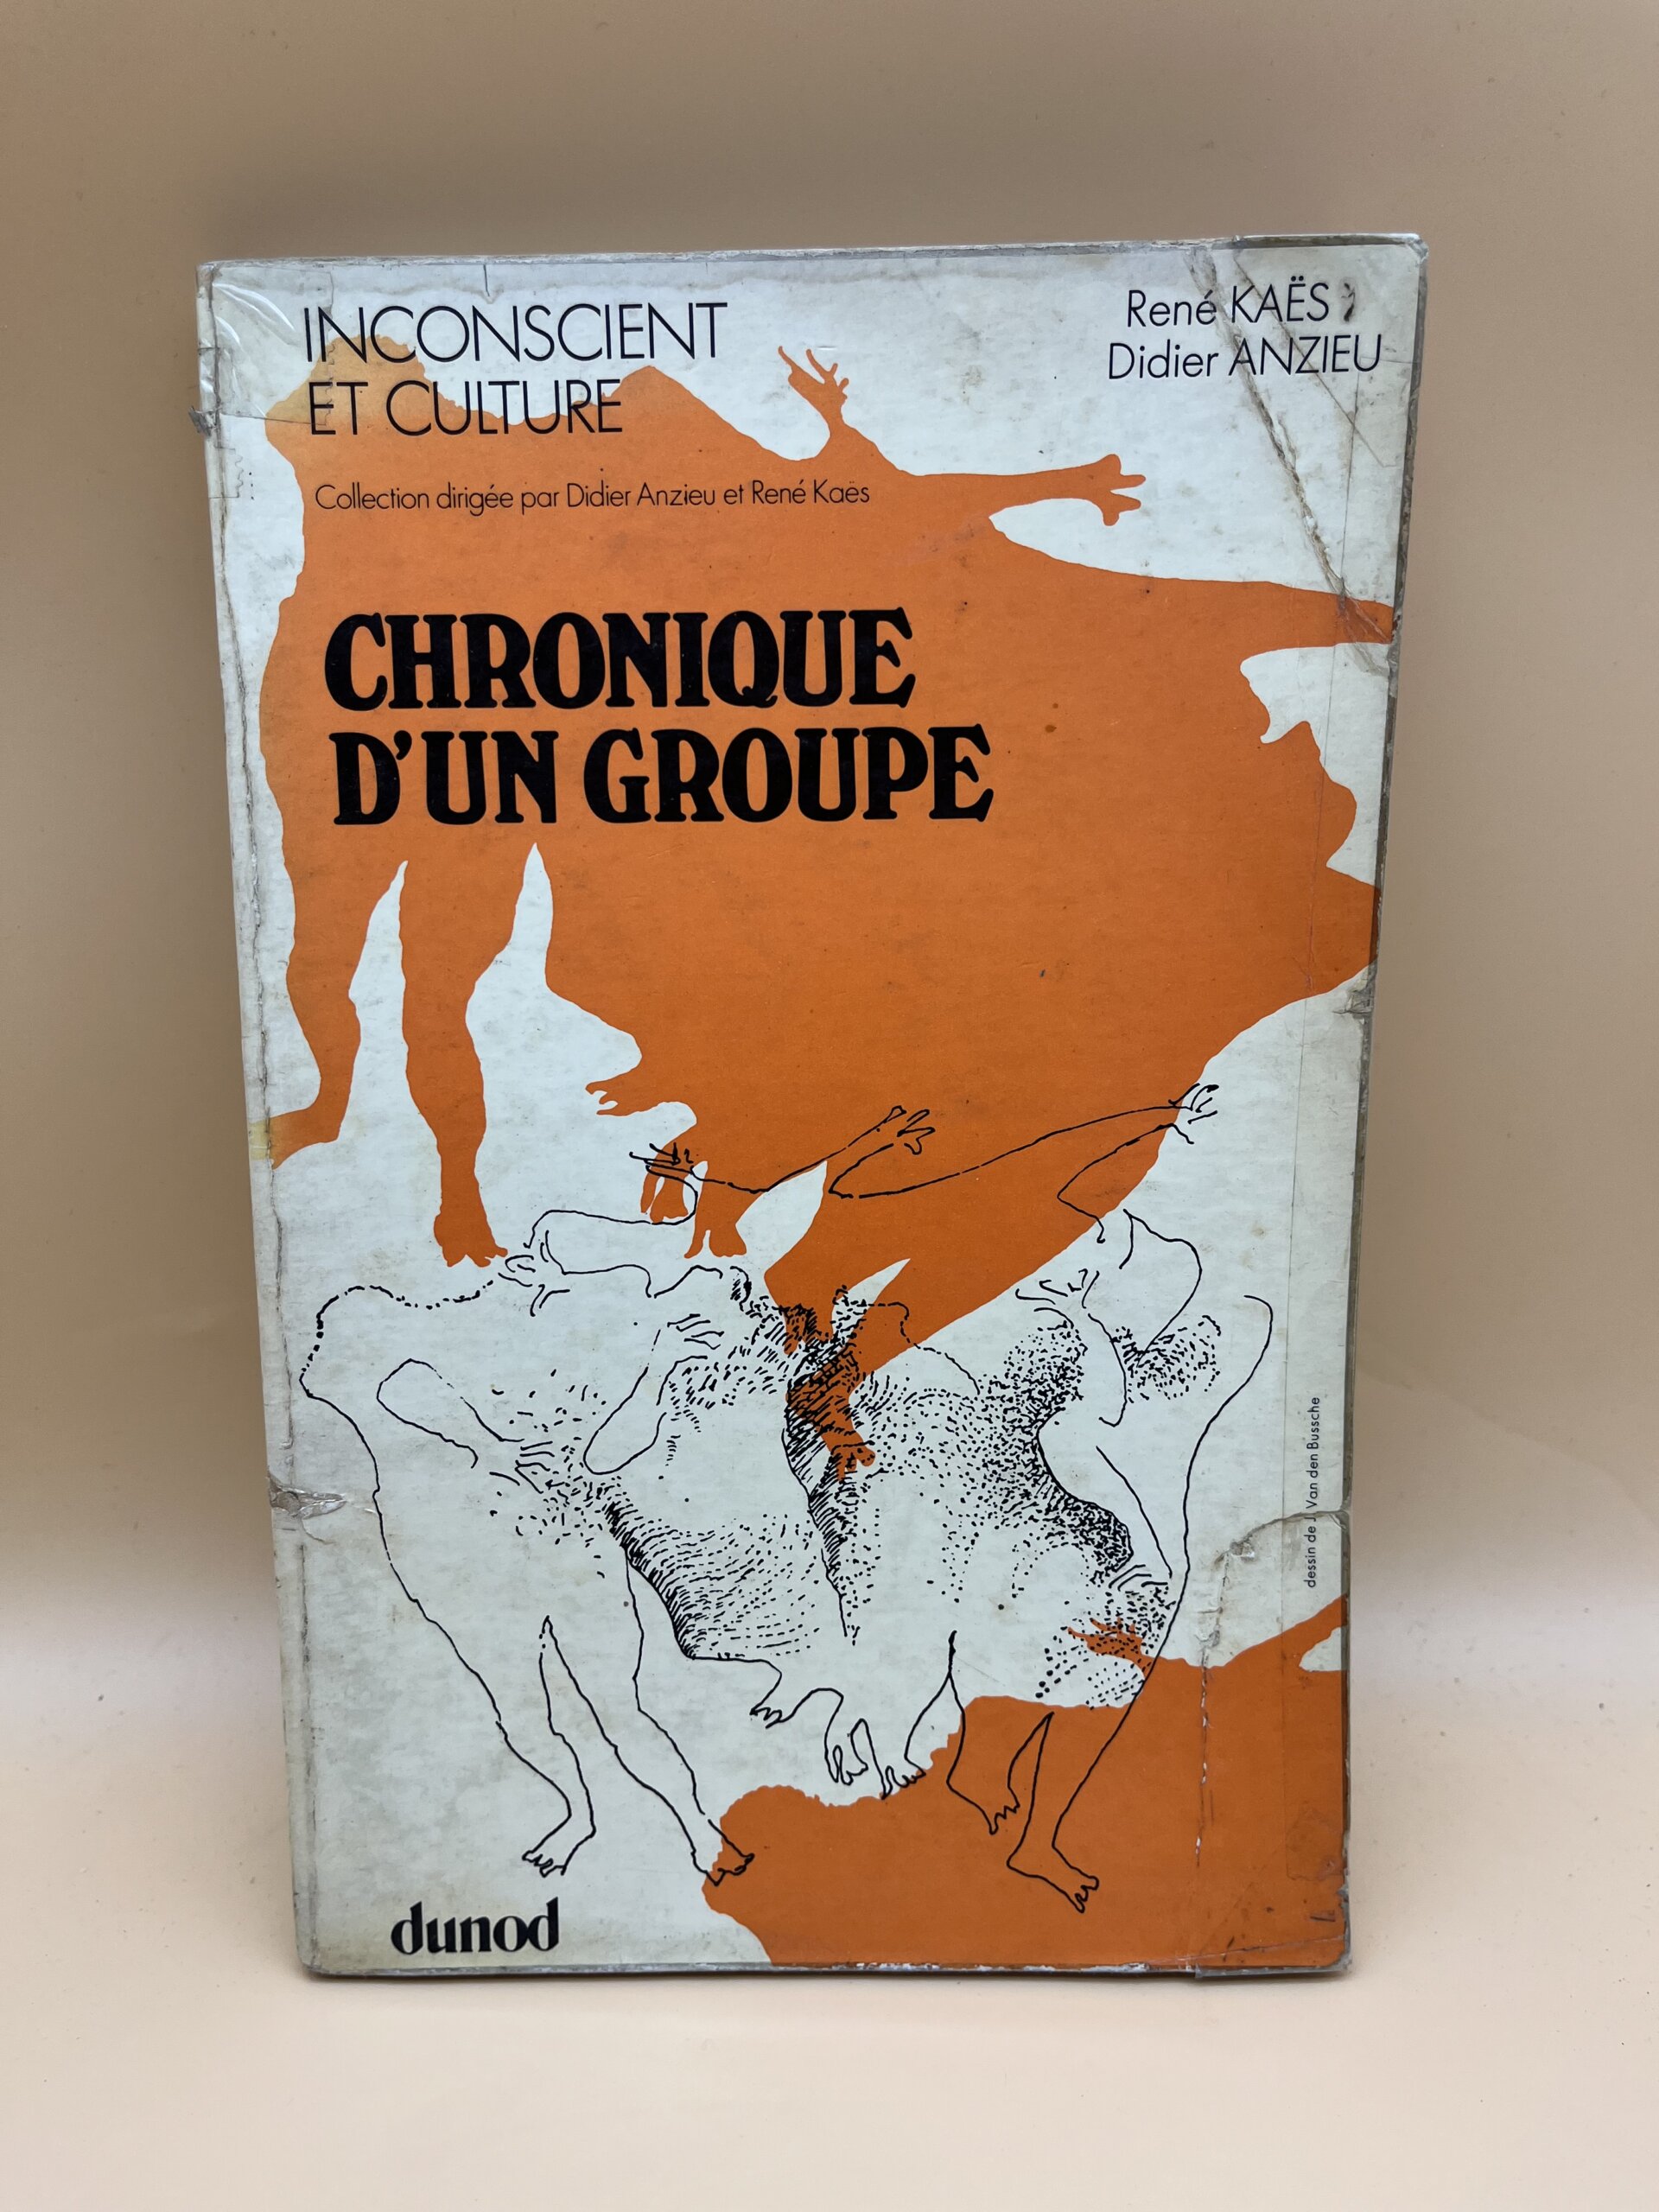 INCONSCIENT
ET CULTURE
René KAËS
Didier ANZIEU
Collection dirigée par Didier Anzieu et René Kaës
CHRONIQUE
D'UN GROUPE
dessin de J. Van den Bussche
dunod